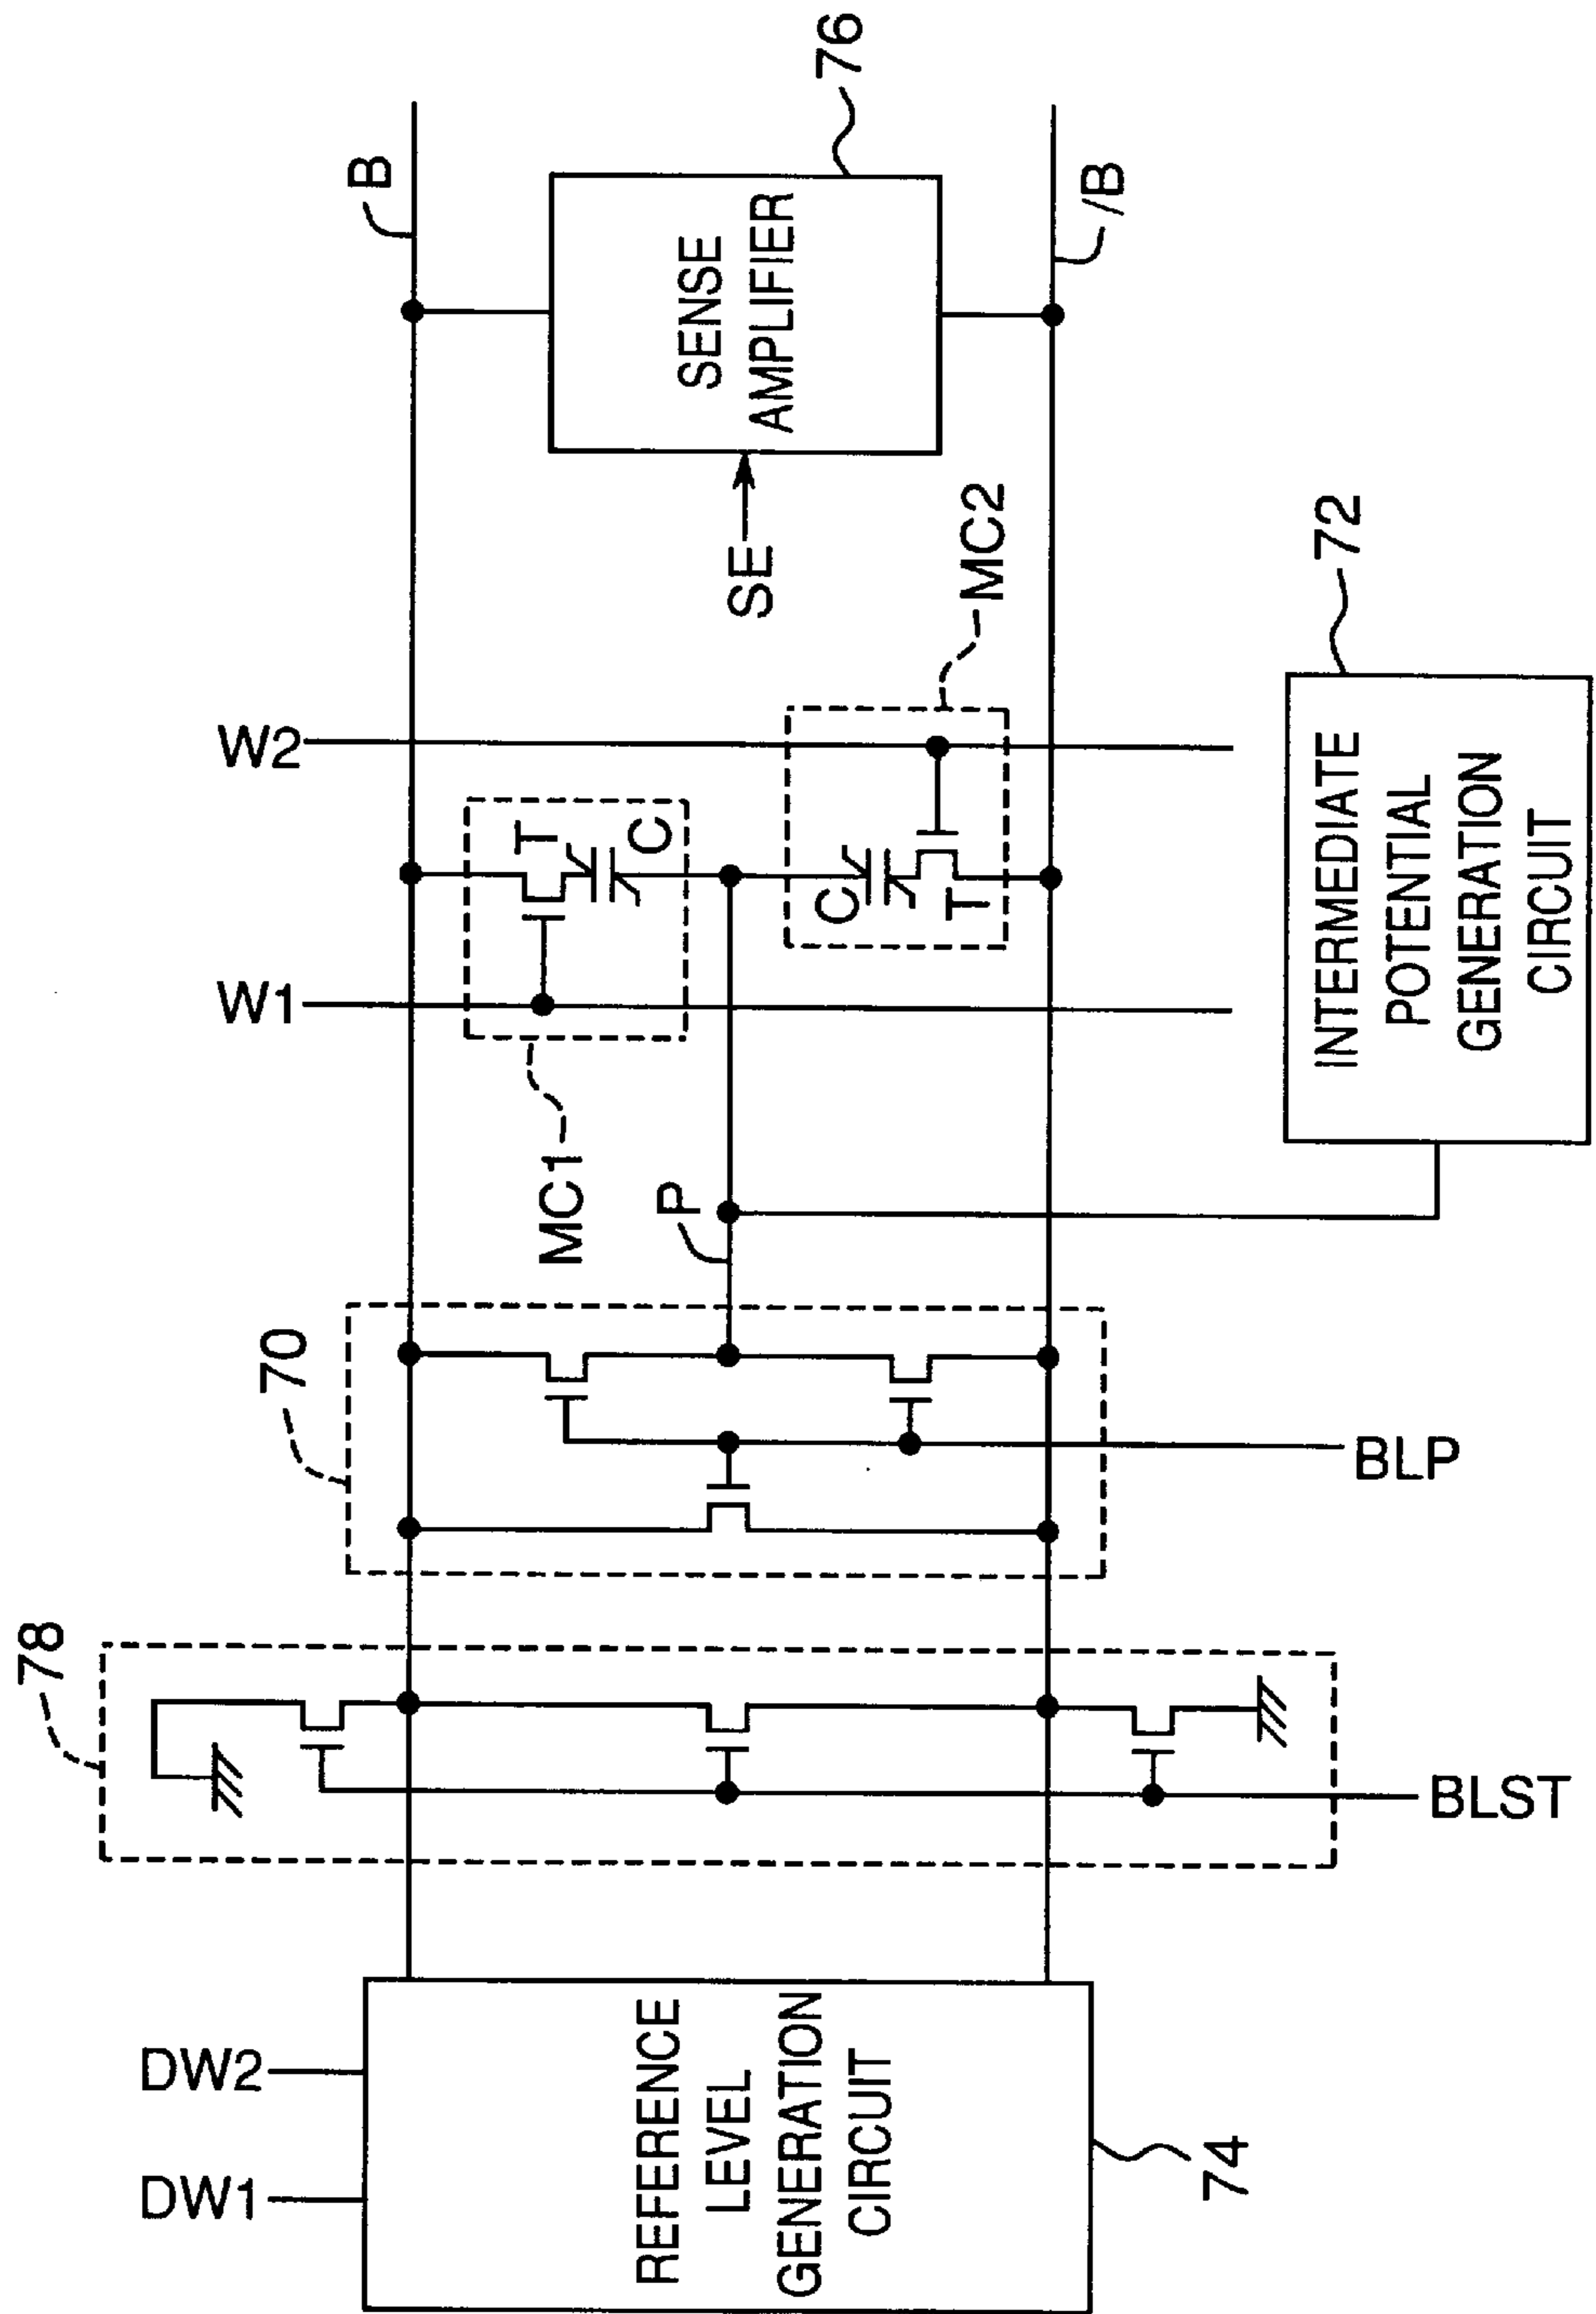 78
DW2
DW1
REFERENCE
LEVEL
GENERATION
CIRCUIT
74
BLST
70
BLP
P
MC1
W1
W2
T
C
C
T
MC2
INTERMEDIATE
POTENTIAL
GENERATION
CIRCUIT
72
B
SE
SENSE
AMPLIFIER
76
/B